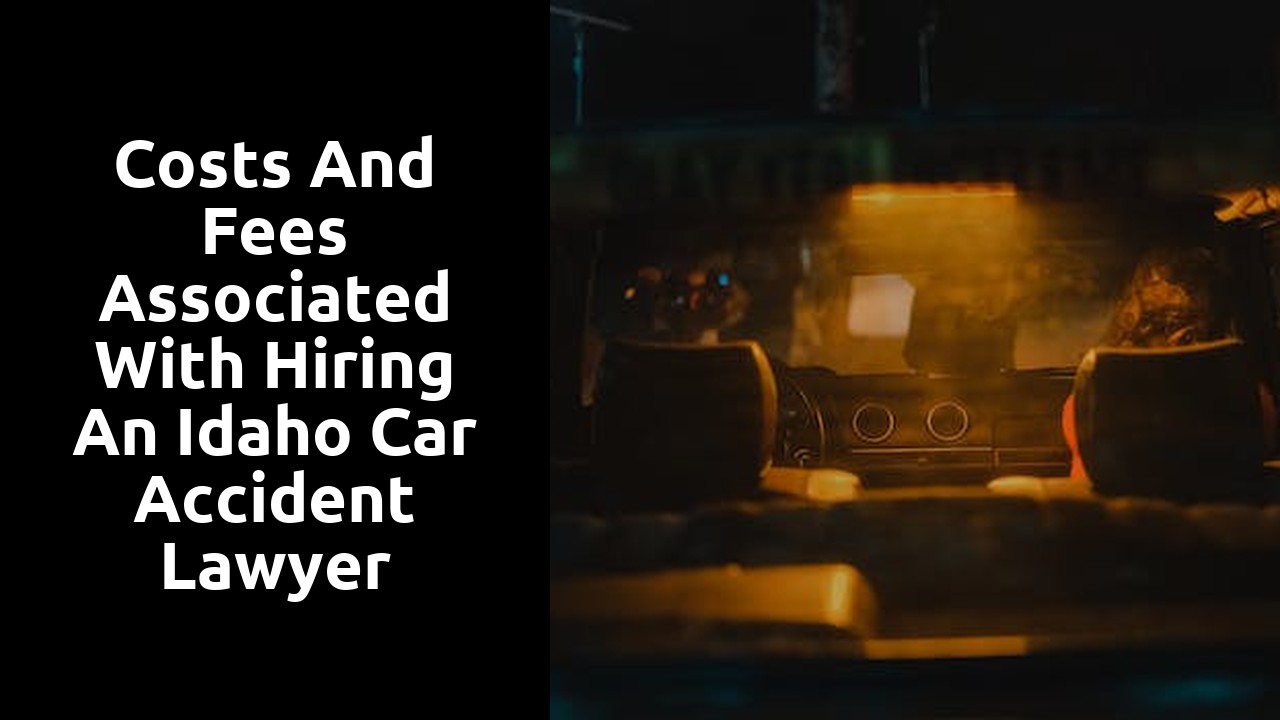 Costs And
Fees
Associated
With Hiring
An Idaho Car
Accident
Lawyer